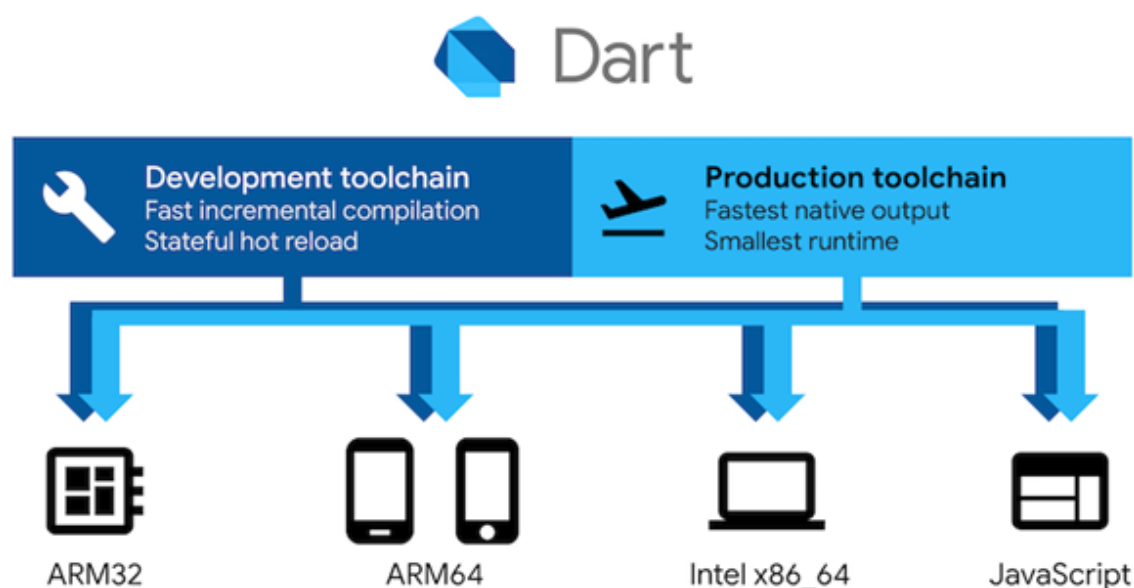 Dart
Development toolchain
Fast incremental compilation
Stateful hot reload
Production toolchain
Fastest native output
Smallest runtime
ARM32
ARM64
Intel x86_64
JavaScript